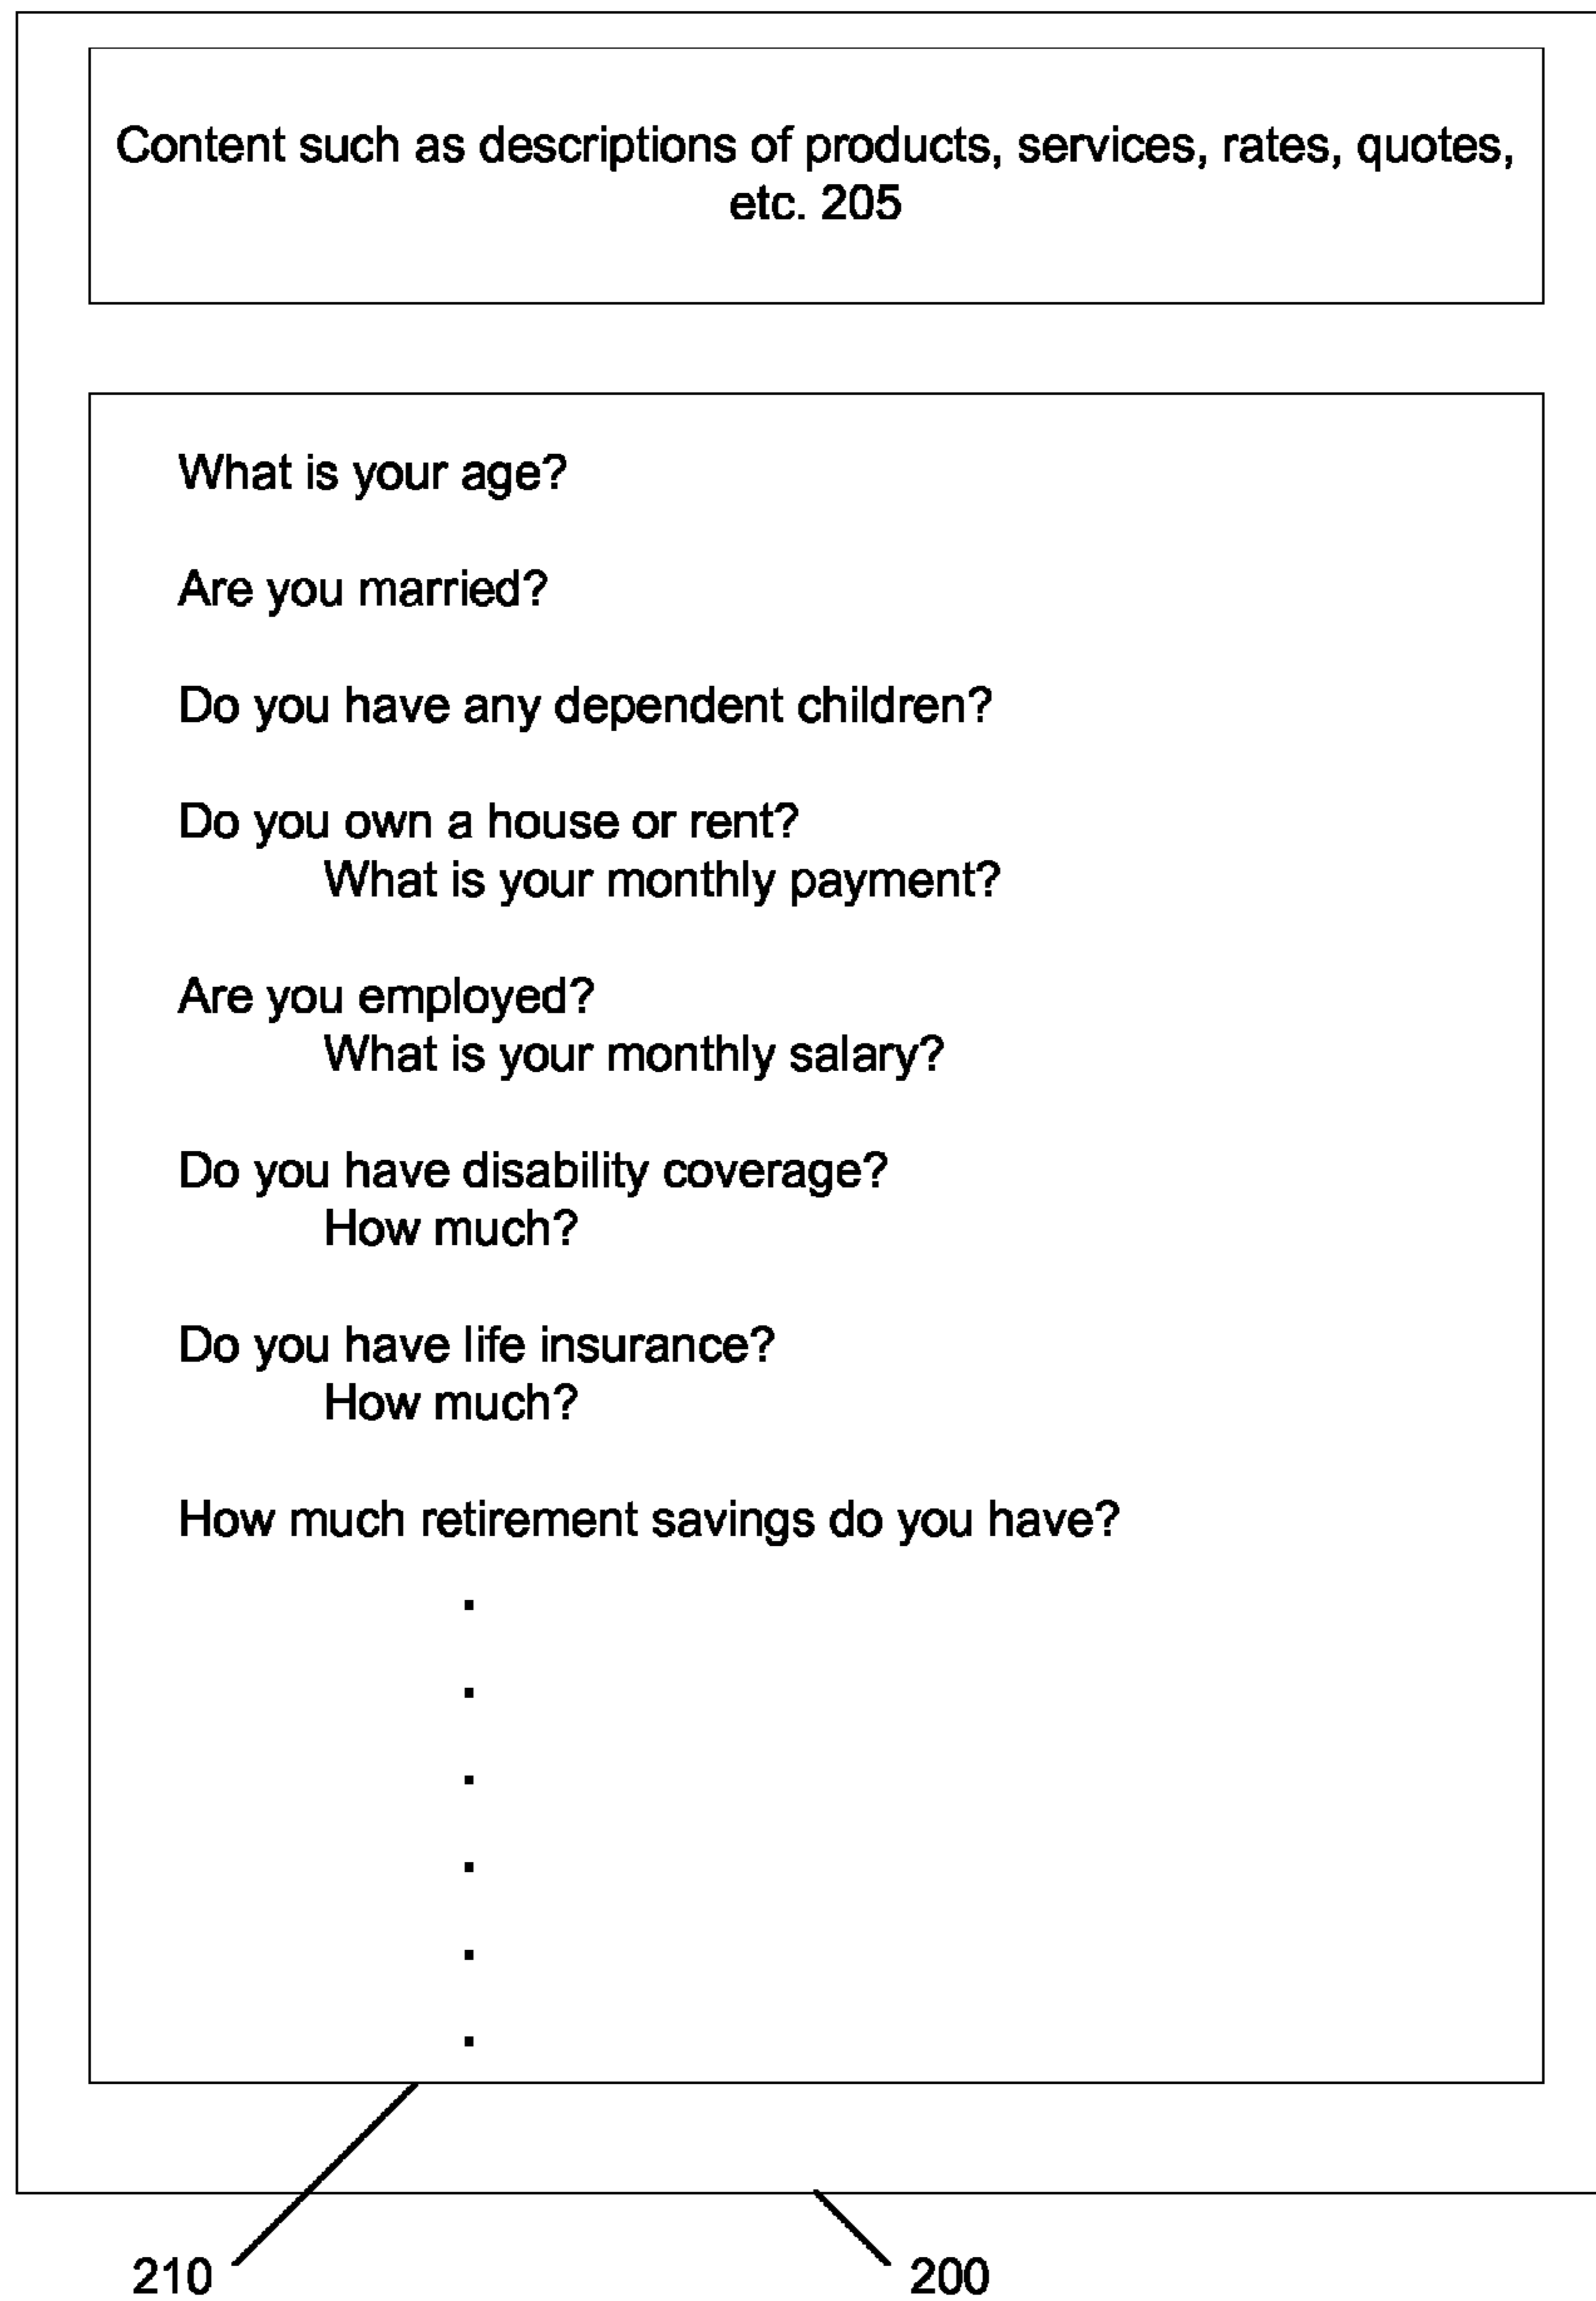 Content such as descriptions of products, services, rates, quotes,
etc. 205
What is your age?
Are you married?
Do you have any dependent children?
Do you own a house or rent?
What is your monthly payment?
Are you employed?
What is your monthly salary?
Do you have disability coverage?
How much?
Do you have life insurance?
How much?
How much retirement savings do you have?
.
.
.
.
.
.
210
200